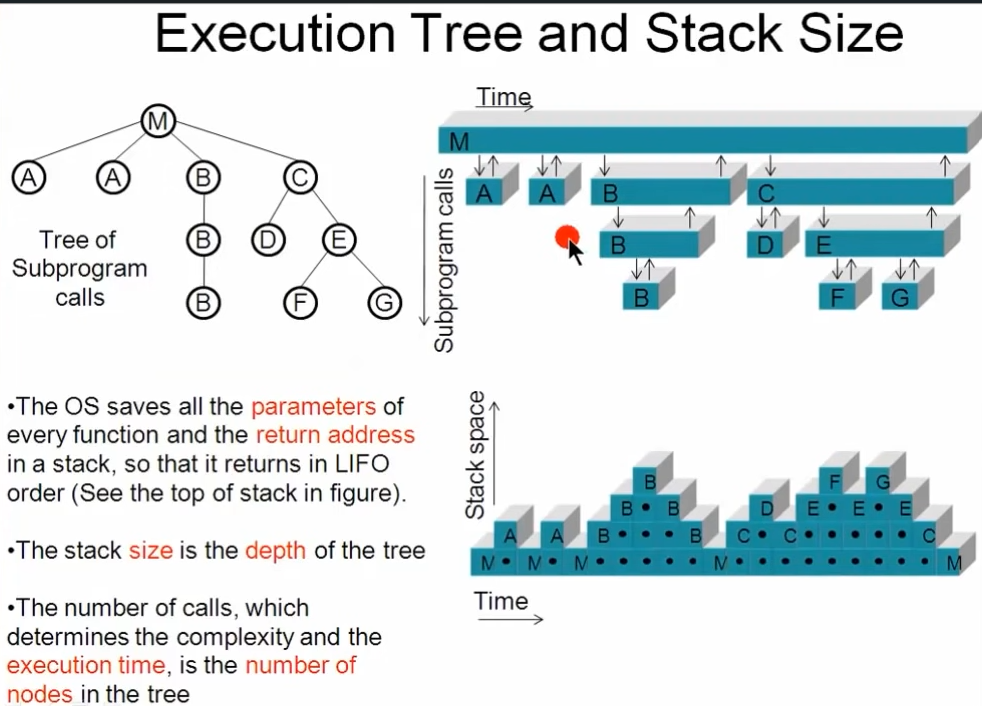 Execution Tree and Stack Size
M
A A B C
B D E
B F G
Tree of
Subprogram
calls
Time
M
A A B C
B D E
B F G
Subprogram calls
•The OS saves all the parameters of
every function and the return address
in a stack, so that it returns in LIFO
order (See the top of stack in figure).
•The stack size is the depth of the tree
•The number of calls, which
determines the complexity and the
execution time, is the number of
nodes in the tree
Stack space
B F G
B • B D E • E • E
A A B • • • B C • C • • • • • C
M • M • M • • • • • M • • • • • • • • • M
Time